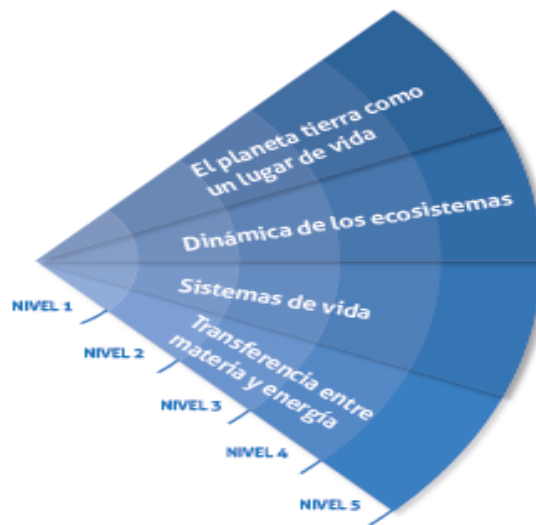 El planeta tierra como
un lugar de vida
Dinámica de los ecosistemas
Sistemas de vida
Transferencia entre
materia y energía
NIVEL 1
NIVEL 2
NIVEL 3
NIVEL 4
NIVEL 5